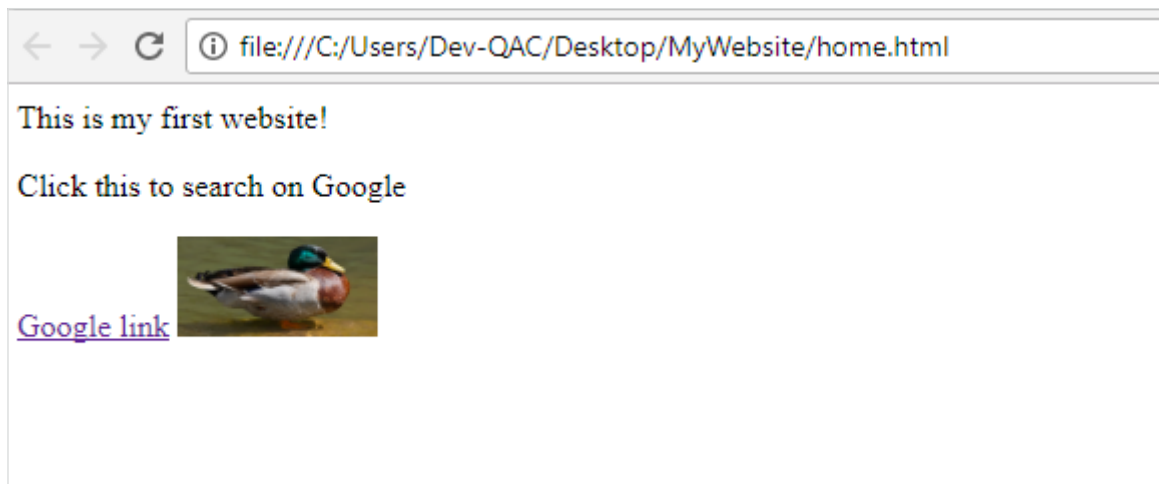 file:///C:/Users/Dev-QAC/Desktop/MyWebsite/home.html
This is my first website!
Click this to search on Google
Google link